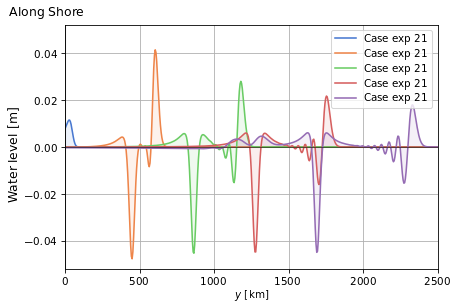 Along Shore
Water level [m]
0.04
0.02
0.00
−0.02
−0.04
Case exp 21
Case exp 21
Case exp 21
Case exp 21
Case exp 21
0 500 1000 1500 2000 2500
y [km]